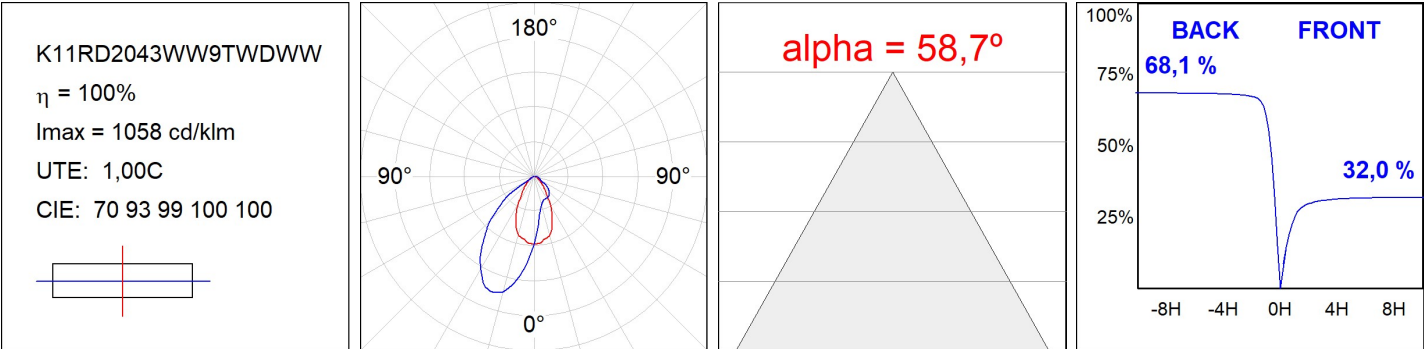 K11RD2043WW9TWDWW
η = 100%
Imax = 1058 cd/klm
UTE:  1,00C
CIE:  70 93 99 100 100
180°
90°
90°
0°
alpha = 58,7º
100%
75%
50%
25%
BACK
FRONT
68,1 %
32,0 %
-8H
-4H
0H
4H
8H